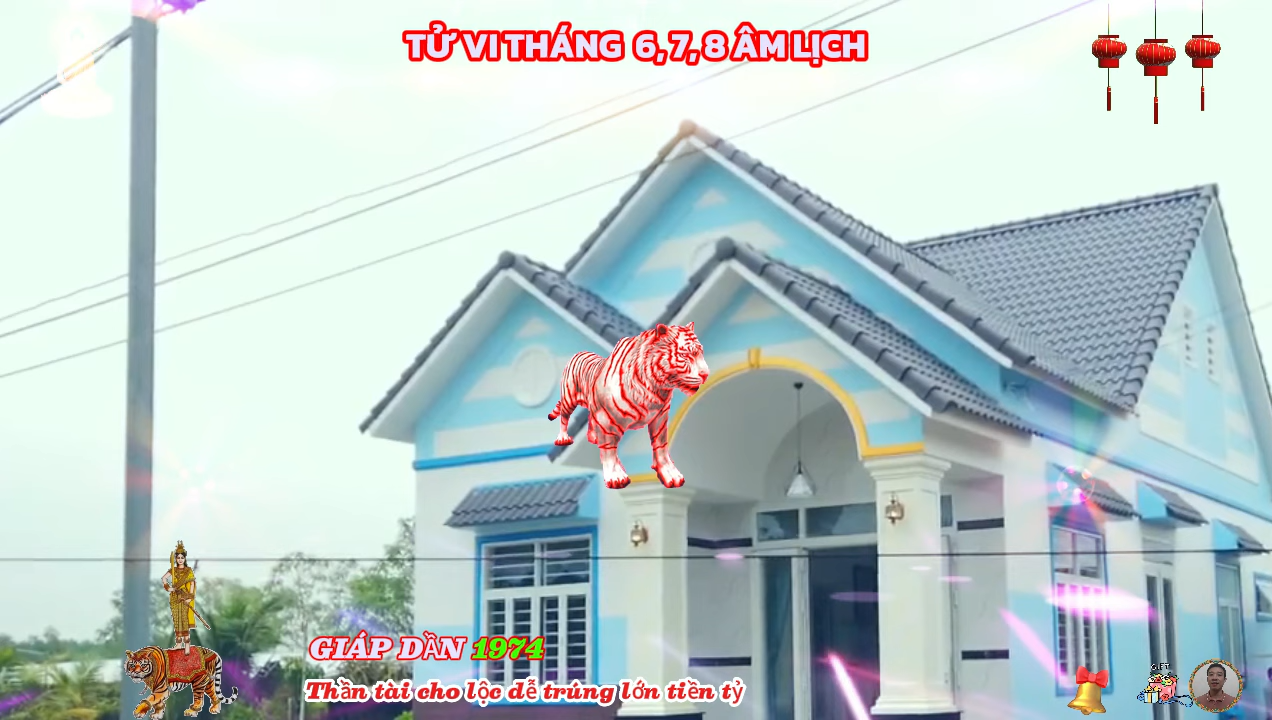 TỬ VI THÁNG 6, 7, 8 ÂM LỊCH
GIÁP DẦN 1974
Thần tài cho lộc dễ trúng lớn tiền tỷ
GIFT